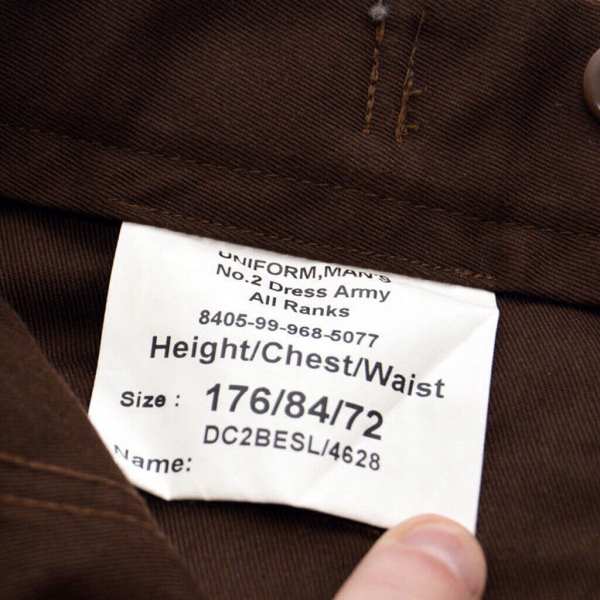 UNIFORM,MAN'S
No.2 Dress Army
All Ranks
8405-99-968-5077
Height/Chest/Waist
Size : 176/84/72
DC2BESL/4628
Name: